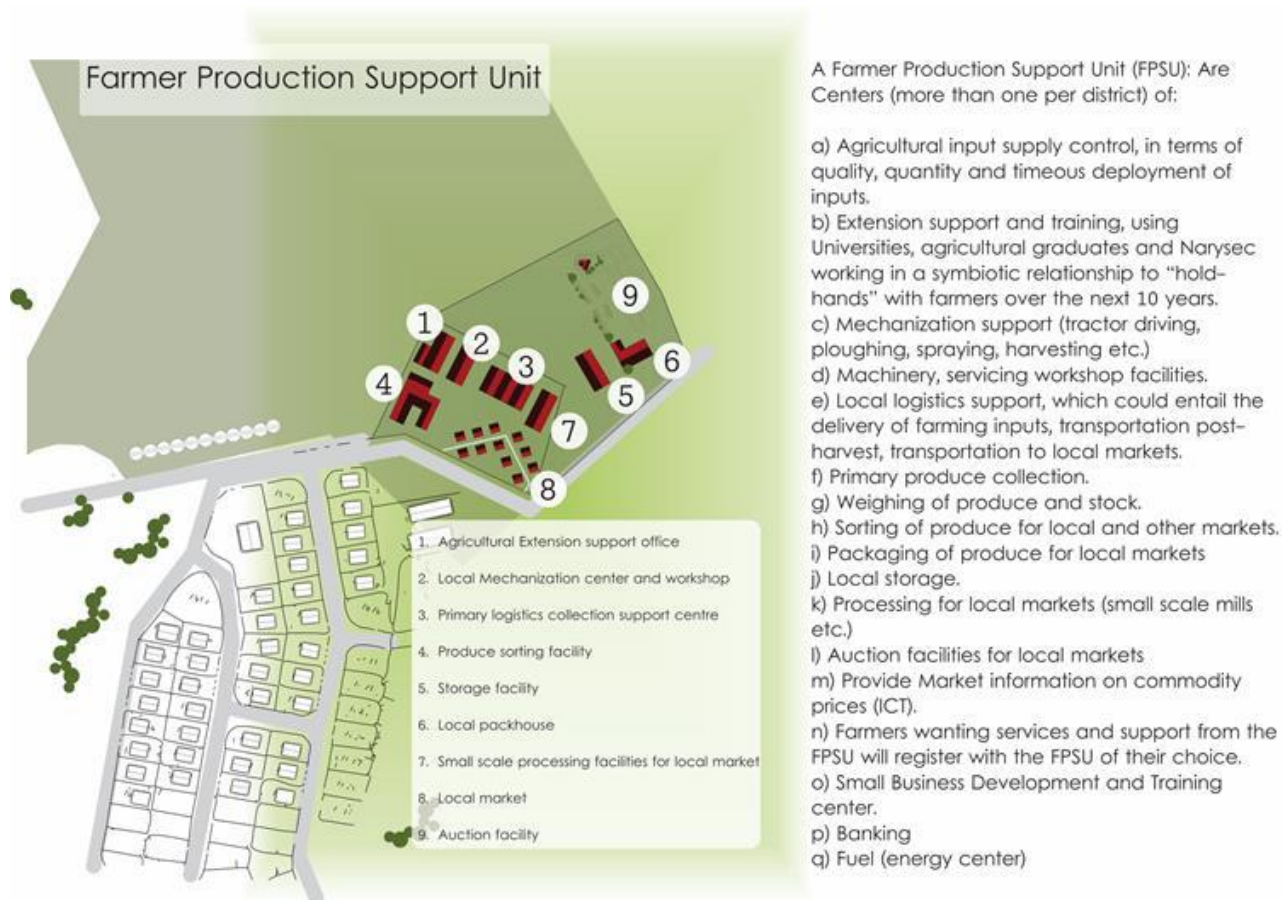 Farmer Production Support Unit
1
2
3
4
5
6
7
8
9
1. Agricultural Extension support office
2. Local Mechanization center and workshop
3. Primary logistics collection support centre
4. Produce sorting facility
5. Storage facility
6. Local packhouse
7. Small scale processing facilities for local market
8. Local market
9. Auction facility
A Farmer Production Support Unit (FPSU): Are
Centers (more than one per district) of:
a) Agricultural input supply control, in terms of
quality, quantity and timeous deployment of
inputs.
b) Extension support and training, using
Universities, agricultural graduates and Narysec
working in a symbiotic relationship to “hold-
hands” with farmers over the next 10 years.
c) Mechanization support (tractor driving,
ploughing, spraying, harvesting etc.)
d) Machinery, servicing workshop facilities.
e) Local logistics support, which could entail the
delivery of farming inputs, transportation post-
harvest, transportation to local markets.
f) Primary produce collection.
g) Weighing of produce and stock.
h) Sorting of produce for local and other markets.
i) Packaging of produce for local markets
j) Local storage.
k) Processing for local markets (small scale mills
etc.)
l) Auction facilities for local markets
m) Provide Market information on commodity
prices (ICT).
n) Farmers wanting services and support from the
FPSU will register with the FPSU of their choice.
o) Small Business Development and Training
center.
p) Banking
q) Fuel (energy center)